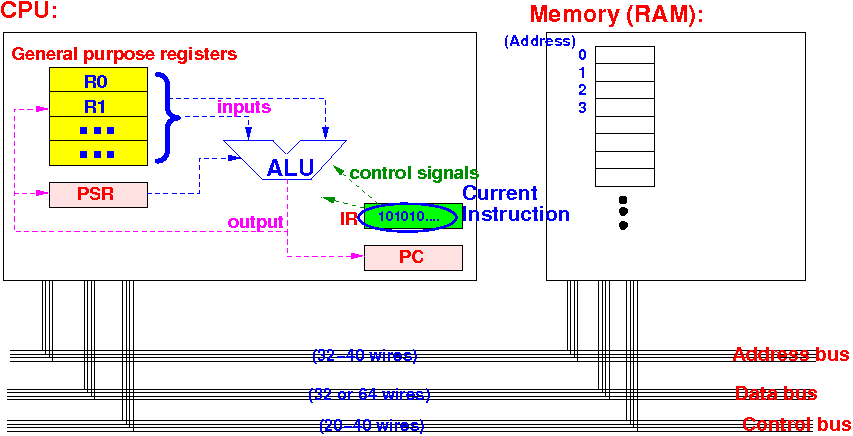 CPU:
Memory (RAM):
General purpose registers
(Address)
R0
R1
0
1
2
3
inputs
ALU
control signals
PSR
Current
Instruction
IR
101010....
output
PC
(32-40 wires)
Address bus
(32 or 64 wires)
Data bus
(20-40 wires)
Control bus